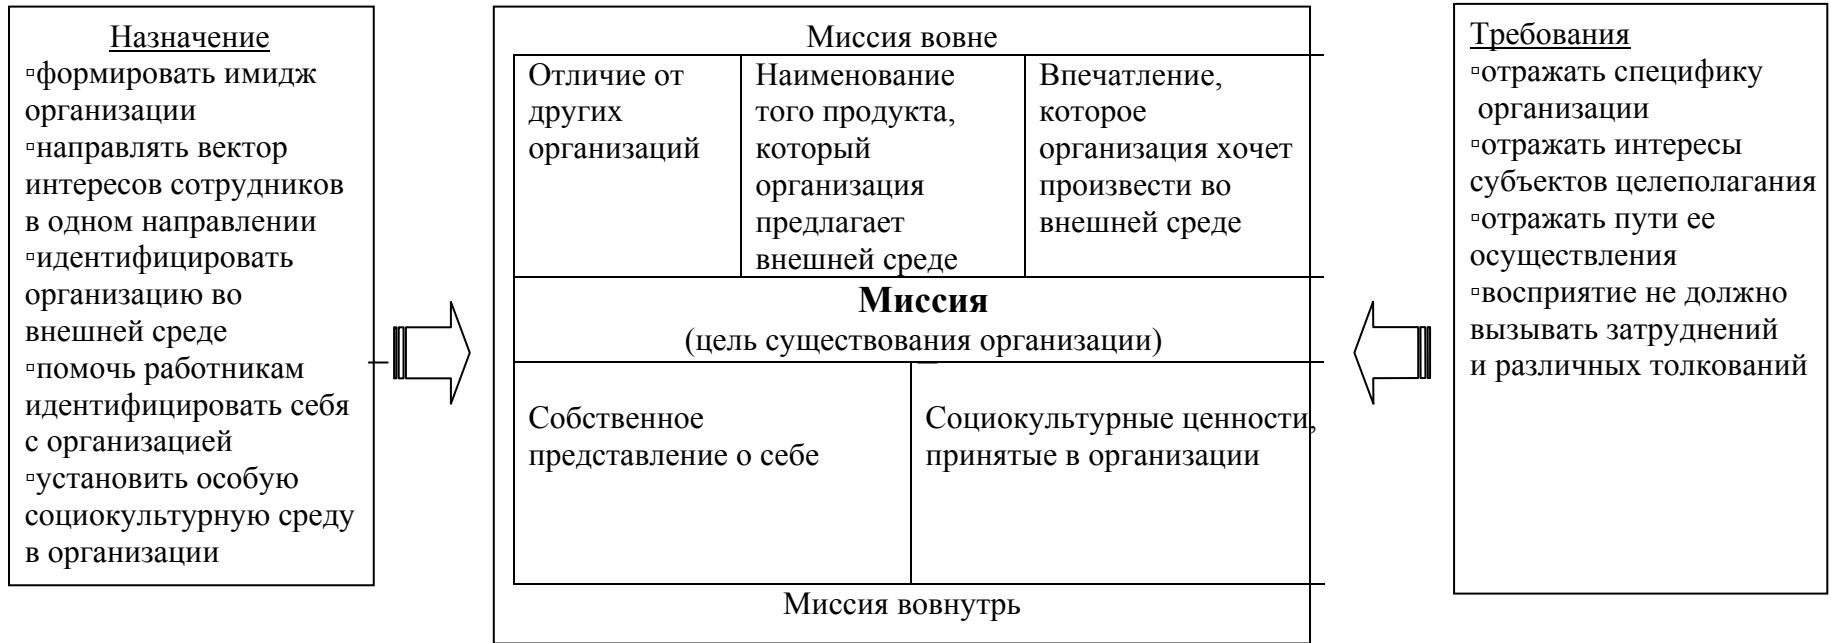 Назначение
▫формировать имидж
организации
▫направлять вектор
интересов сотрудников
в одном направлении
▫идентифицировать
организацию во
внешней среде
▫помочь работникам
идентифицировать себя
с организацией
▫установить особую
социокультурную среду
в организации
Миссия вовне
Отличие от
других
организаций
Наименование
того продукта,
который
организация
предлагает
внешней среде
Впечатление,
которое
организация хочет
произвести во
внешней среде
Миссия
(цель существования организации)
Собственное
представление о себе
Социокультурные ценности,
принятые в организации
Миссия вовнутрь
Требования
▫отражать специфику
организации
▫отражать интересы
субъектов целеполагания
▫отражать пути ее
осуществления
▫восприятие не должно
вызывать затруднений
и различных толкований